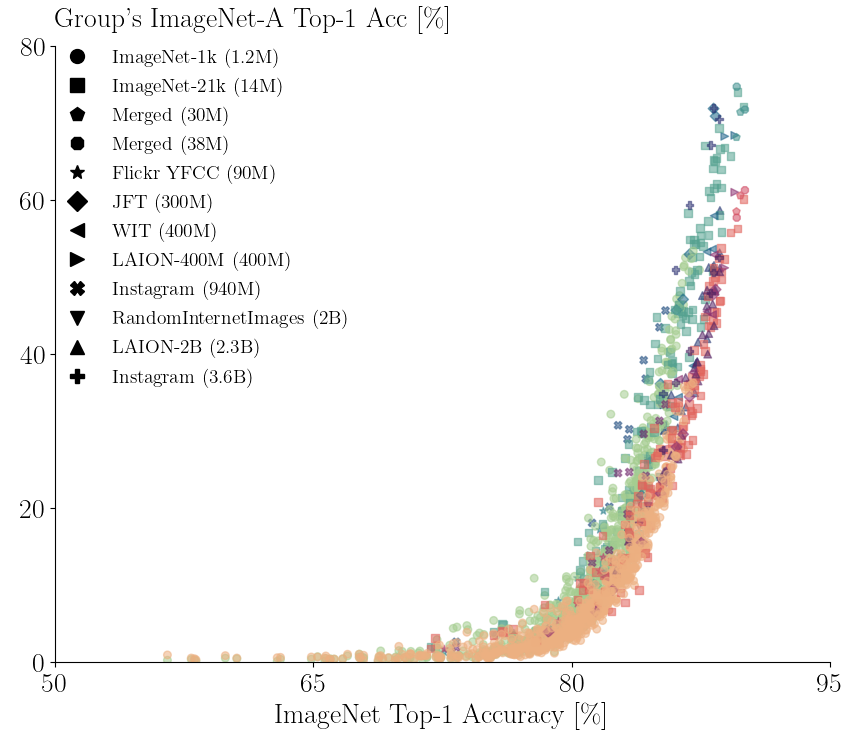 Group's ImageNet-A Top-1 Acc [%]
80
ImageNet-1k (1.2M)
ImageNet-21k (14M)
Merged (30M)
Merged (38M)
Flickr YFCC (90M)
JFT (300M)
WIT (400M)
LAION-400M (400M)
Instagram (940M)
RandomInternetImages (2B)
LAION-2B (2.3B)
Instagram (3.6B)
60
40
20
0
50 65 80 95
ImageNet Top-1 Accuracy [%]